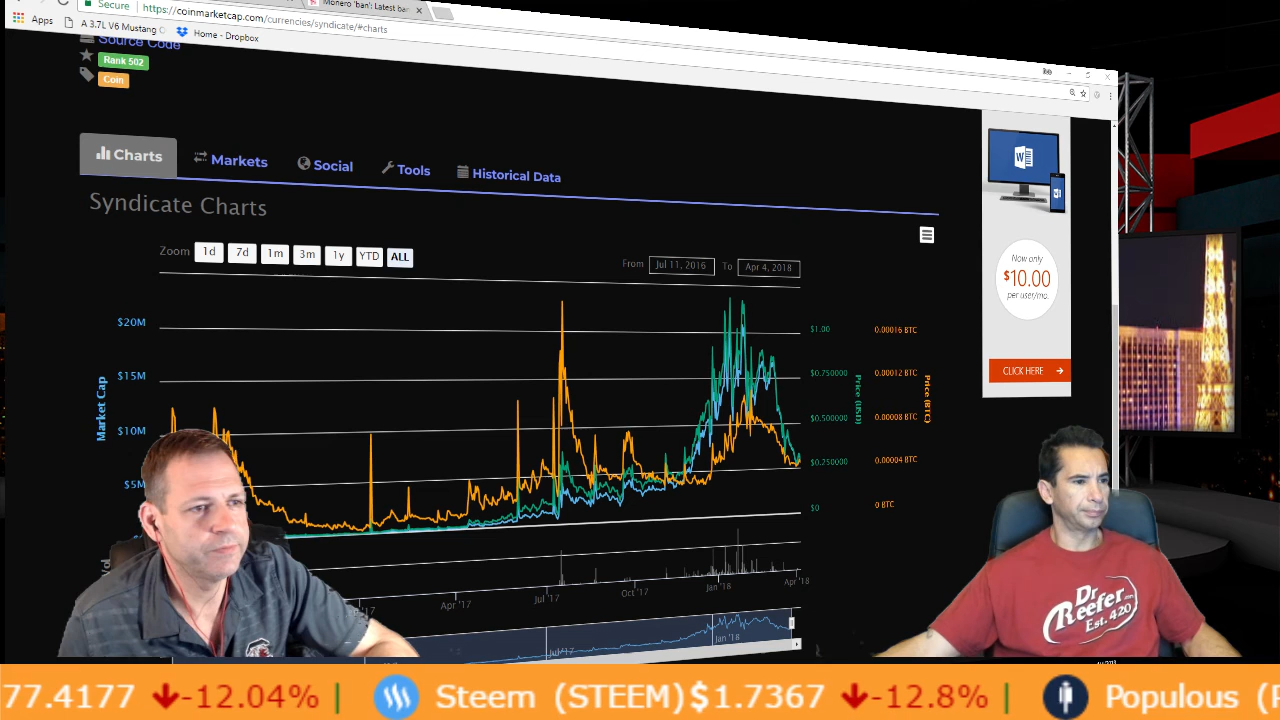 Monero 'ban': Latest ba
Secure
https://coinmarketcap.com/currencies/syndicate/#charts
Apps
A 3.7L V6 Mustang
Home - Dropbox
Source Code
Rank 502
Coin
Charts
Markets
Social
Tools
Historical Data
Syndicate Charts
Zoom 1d 7d 1m 3m 1y YTD ALL
From Jul 11, 2016 To Apr 4, 2018
$20M
$15M
$10M
$5M
Market Cap
$1.00
$0.750000
$0.500000
$0.250000
$0
Price (USD)
0.00016 BTC
0.00012 BTC
0.00008 BTC
0.00004 BTC
0 BTC
Price (BTC)
Vol
Apr '17
Jul '17
Oct '17
Jan '18
Apr '18
Jul '17
Jan '18
W
W
Now only
$10.00
per user/mo.
CLICK HERE
Dr
Reefer
Est. 420
77.4177 -12.04% | Steem (STEEM) $1.7367 -12.8% | Populous